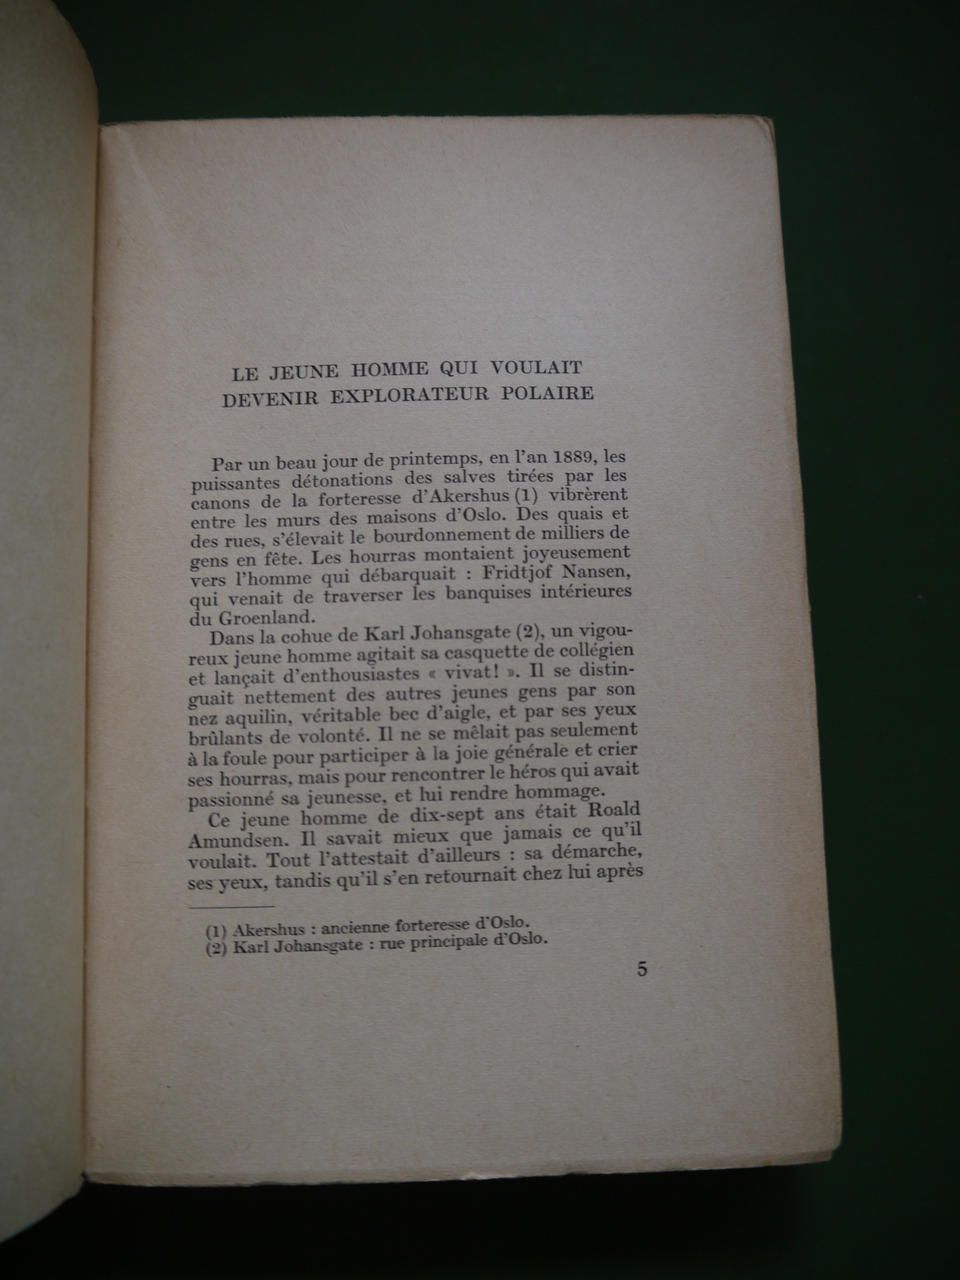 LE JEUNE HOMME QUI VOULAIT
DEVENIR EXPLORATEUR POLAIRE
Par un beau jour de printemps, en l'an 1889, les
puissantes détonations des salves tirées par les
canons de la forteresse d'Akershus (1) vibrèrent
entre les murs des maisons d'Oslo. Des quais et
des rues, s'élevait le bourdonnement de milliers de
gens en fête. Les hourras montaient joyeusement
vers l'homme qui débarquait : Fridtjof Nansen,
qui venait de traverser les banquises intérieures
du Groenland.
Dans la cohue de Karl Johansgate (2), un vigou-
reux jeune homme agitait sa casquette de collégien
et lançait d'enthousiastes « vivat! ». Il se distin-
guait nettement des autres jeunes gens par son
nez aquilin, véritable bec d'aigle, et par ses yeux
brûlants de volonté. Il ne se mêlait pas seulement
à la foule pour participer à la joie générale et crier
ses hourras, mais pour rencontrer le héros qui avait
passionné sa jeunesse, et lui rendre hommage.
Ce jeune homme de dix-sept ans était Roald
Amundsen. Il savait mieux que jamais ce qu'il
voulait. Tout l'attestait d'ailleurs : sa démarche,
ses yeux, tandis qu'il s'en retournait chez lui après
(1) Akershus : ancienne forteresse d'Oslo.
(2) Karl Johansgate : rue principale d'Oslo.
5